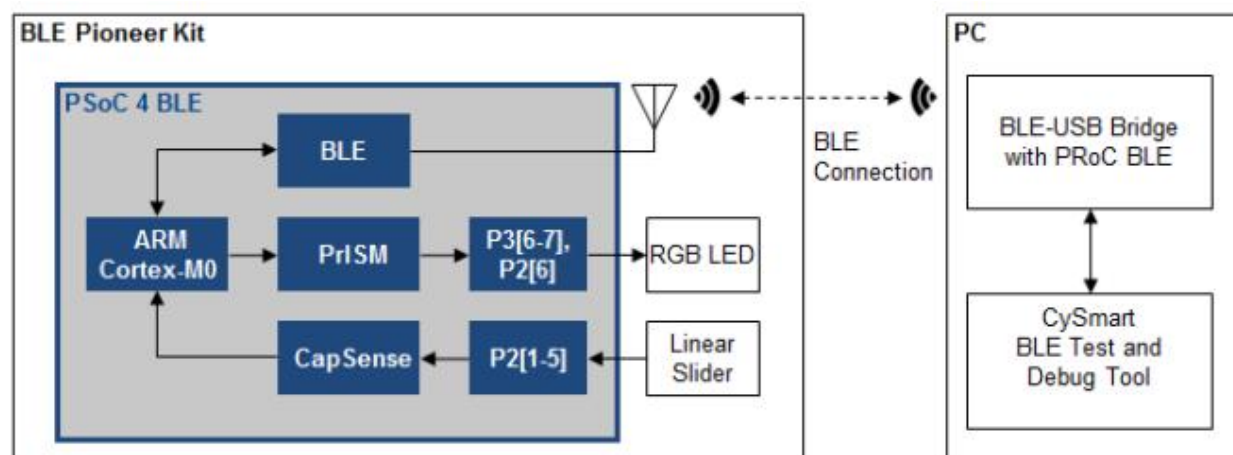 BLE Pioneer Kit
PC
PSoC 4 BLE
BLE
BLE
Connection
BLE-USB Bridge
with PRoC BLE
ARM
Cortex-M0
PrISM
P3[6-7],
P2[6]
RGB LED
CapSense
P2[1-5]
Linear
Slider
CySmart
BLE Test and
Debug Tool